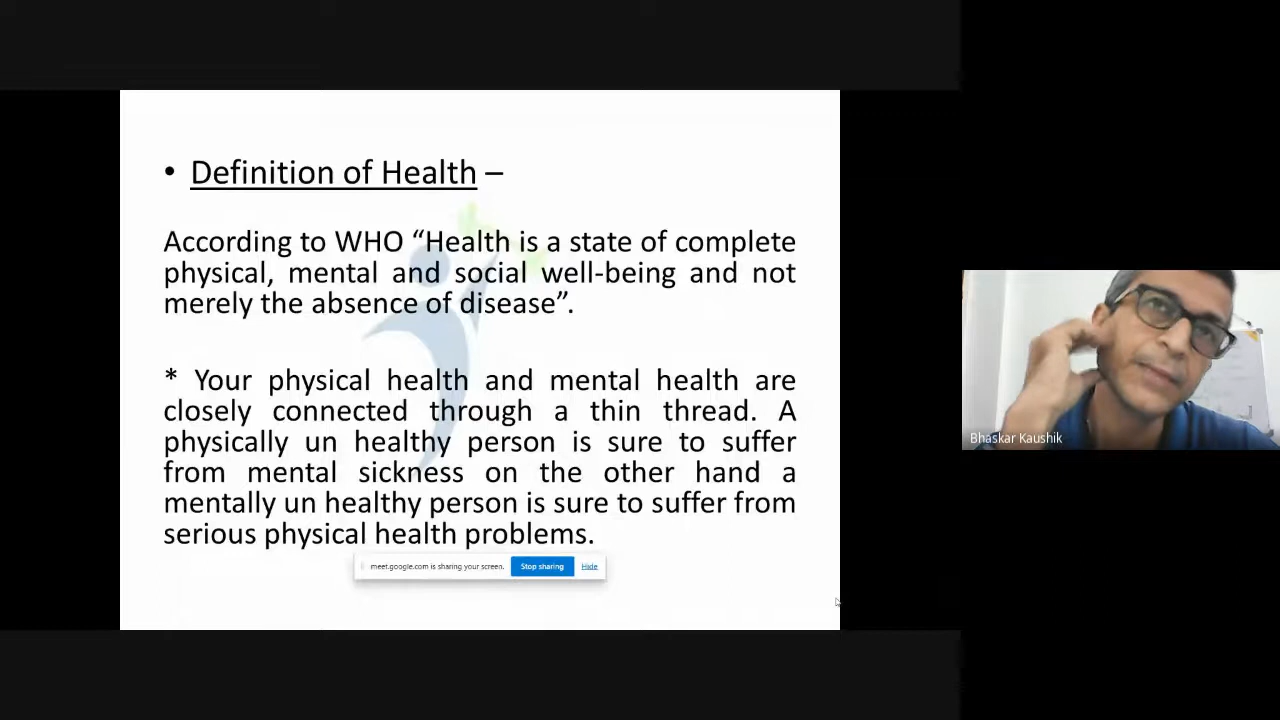 • Definition of Health –
According to WHO “Health is a state of complete
physical, mental and social well-being and not
merely the absence of disease”.
* Your physical health and mental health are
closely connected through a thin thread. A
physically un healthy person is sure to suffer
from mental sickness on the other hand a
mentally un healthy person is sure to suffer from
serious physical health problems.
meet.google.com is sharing your screen. Stop sharing Hide
Bhaskar Kaushik